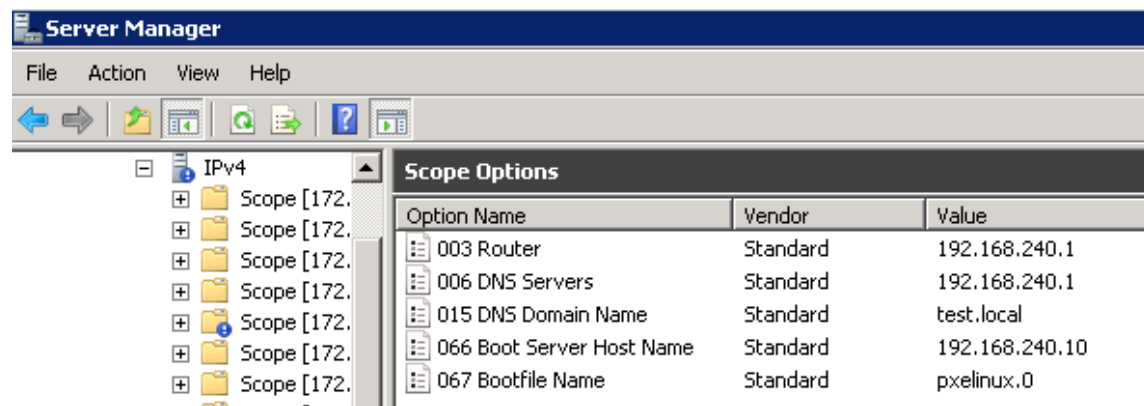 Server Manager
File Action View Help
IPv4
Scope [172.
Scope [172.
Scope [172.
Scope [172.
Scope [172.
Scope [172.
Scope [172.
Scope Options
Option Name Vendor Value
003 Router Standard 192.168.240.1
006 DNS Servers Standard 192.168.240.1
015 DNS Domain Name Standard test.local
066 Boot Server Host Name Standard 192.168.240.10
067 Bootfile Name Standard pxelinux.0